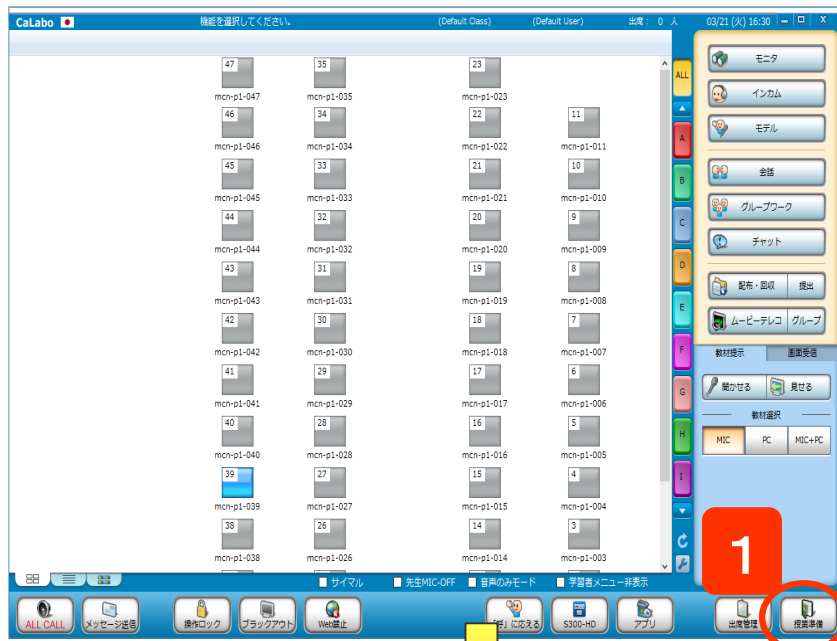 CaLabo 機能を選択してください。 (Default Class) (Default User) 出席： 0 人 03/21 (火) 16:30
47 35 23
mcn-p1-047 mcn-p1-035 mcn-p1-023
46 34 22 11
mcn-p1-046 mcn-p1-034 mcn-p1-022 mcn-p1-011
45 33 21 10
mcn-p1-045 mcn-p1-033 mcn-p1-021 mcn-p1-010
44 32 20 9
mcn-p1-044 mcn-p1-032 mcn-p1-020 mcn-p1-009
43 31 19 8
mcn-p1-043 mcn-p1-031 mcn-p1-019 mcn-p1-008
42 30 18 7
mcn-p1-042 mcn-p1-030 mcn-p1-018 mcn-p1-007
41 29 17 6
mcn-p1-041 mcn-p1-029 mcn-p1-017 mcn-p1-006
40 28 16 5
mcn-p1-040 mcn-p1-028 mcn-p1-016 mcn-p1-005
39 27 15 4
mcn-p1-039 mcn-p1-027 mcn-p1-015 mcn-p1-004
38 26 14 3
mcn-p1-038 mcn-p1-026 mcn-p1-014 mcn-p1-003
ALL
A
B
C
D
E
F
G
H
I
モニタ
インカム
モデル
会話
グループワーク
チャット
配布・回収 提出
ムービーテレコ グループ
教材提示 画面受信
聞かせる 見せる
教材選択
MIC PC MIC+PC
1
サイマル 先生MIC-OFF 音声のみモード 学習者メニュー非表示
ALL CALL メッセージ送信 操作ロック ブラックアウト Web禁止 に応える S300-HD アプリ 出席管理 授業準備